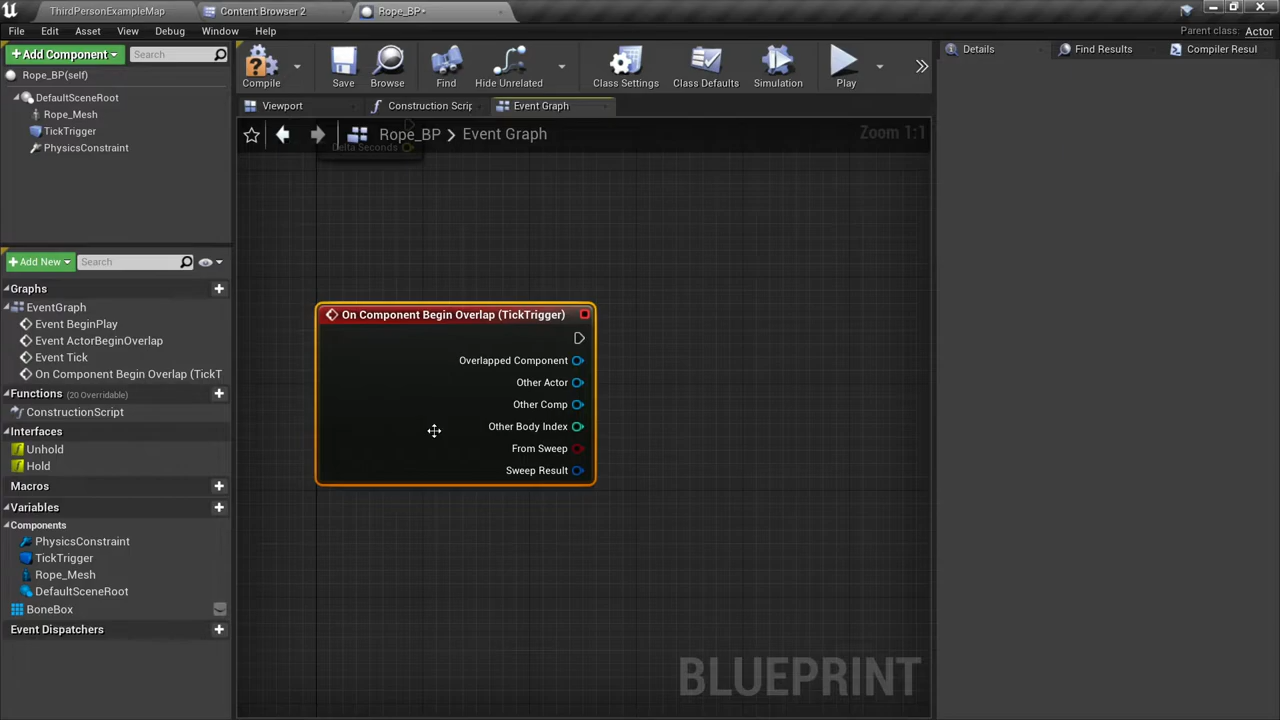 ThirdPersonExampleMap
Content Browser 2
Rope_BP*
Parent class: Actor
File Edit Asset View Debug Window Help
+ Add Component
Search
Rope_BP(self)
DefaultSceneRoot
Rope_Mesh
TickTrigger
PhysicsConstraint
Compile
Save
Browse
Find
Hide Unrelated
Class Settings
Class Defaults
Simulation
Play
Details
Find Results
Compiler Resul
Viewport
Construction Scrip
Event Graph
Rope_BP > Event Graph
Zoom 1:1
Delta Seconds
+ Add New
Search
Graphs
EventGraph
Event BeginPlay
Event ActorBeginOverlap
Event Tick
On Component Begin Overlap (TickT
Functions (20 Overridable)
ConstructionScript
Interfaces
Unhold
Hold
Macros
Variables
Components
PhysicsConstraint
TickTrigger
Rope_Mesh
DefaultSceneRoot
BoneBox
Event Dispatchers
On Component Begin Overlap (TickTrigger)
Overlapped Component
Other Actor
Other Comp
Other Body Index
From Sweep
Sweep Result
BLUEPRINT